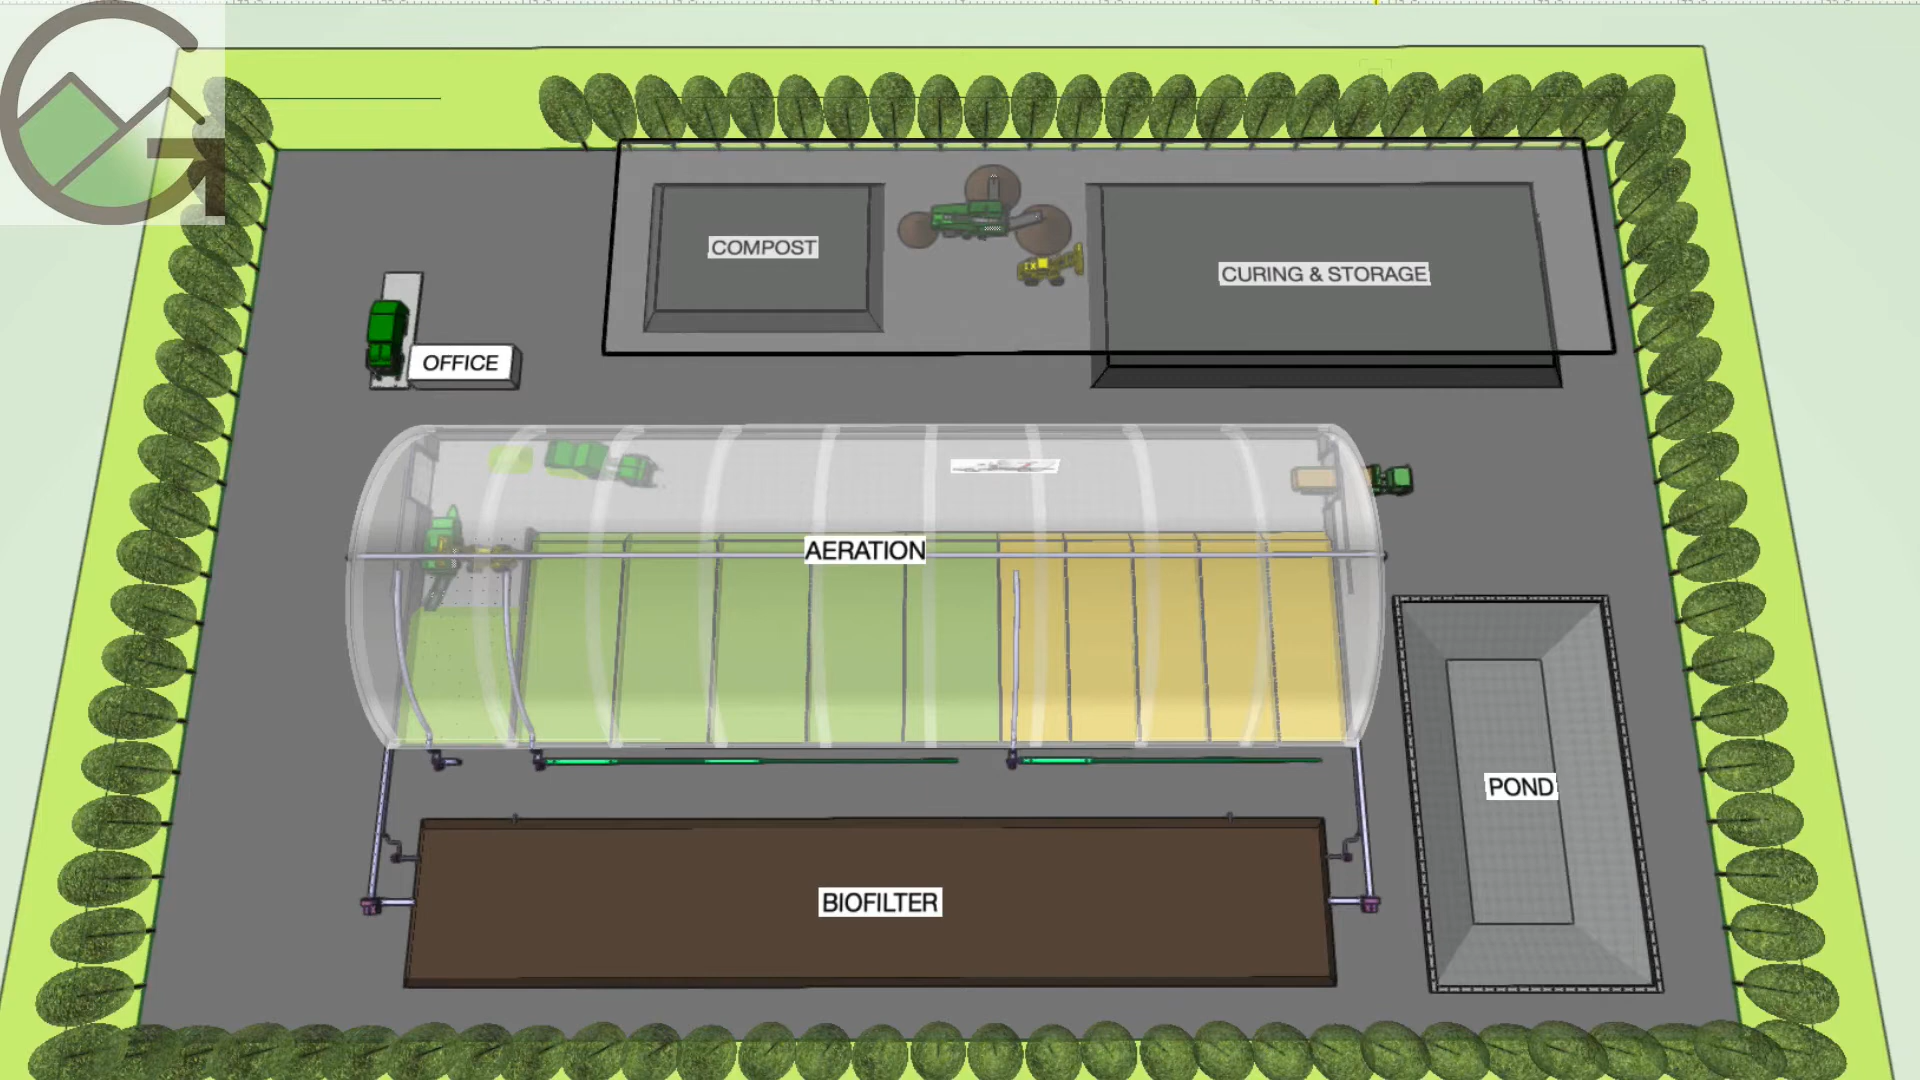 COMPOST
CURING & STORAGE
OFFICE
AERATION
POND
BIOFILTER